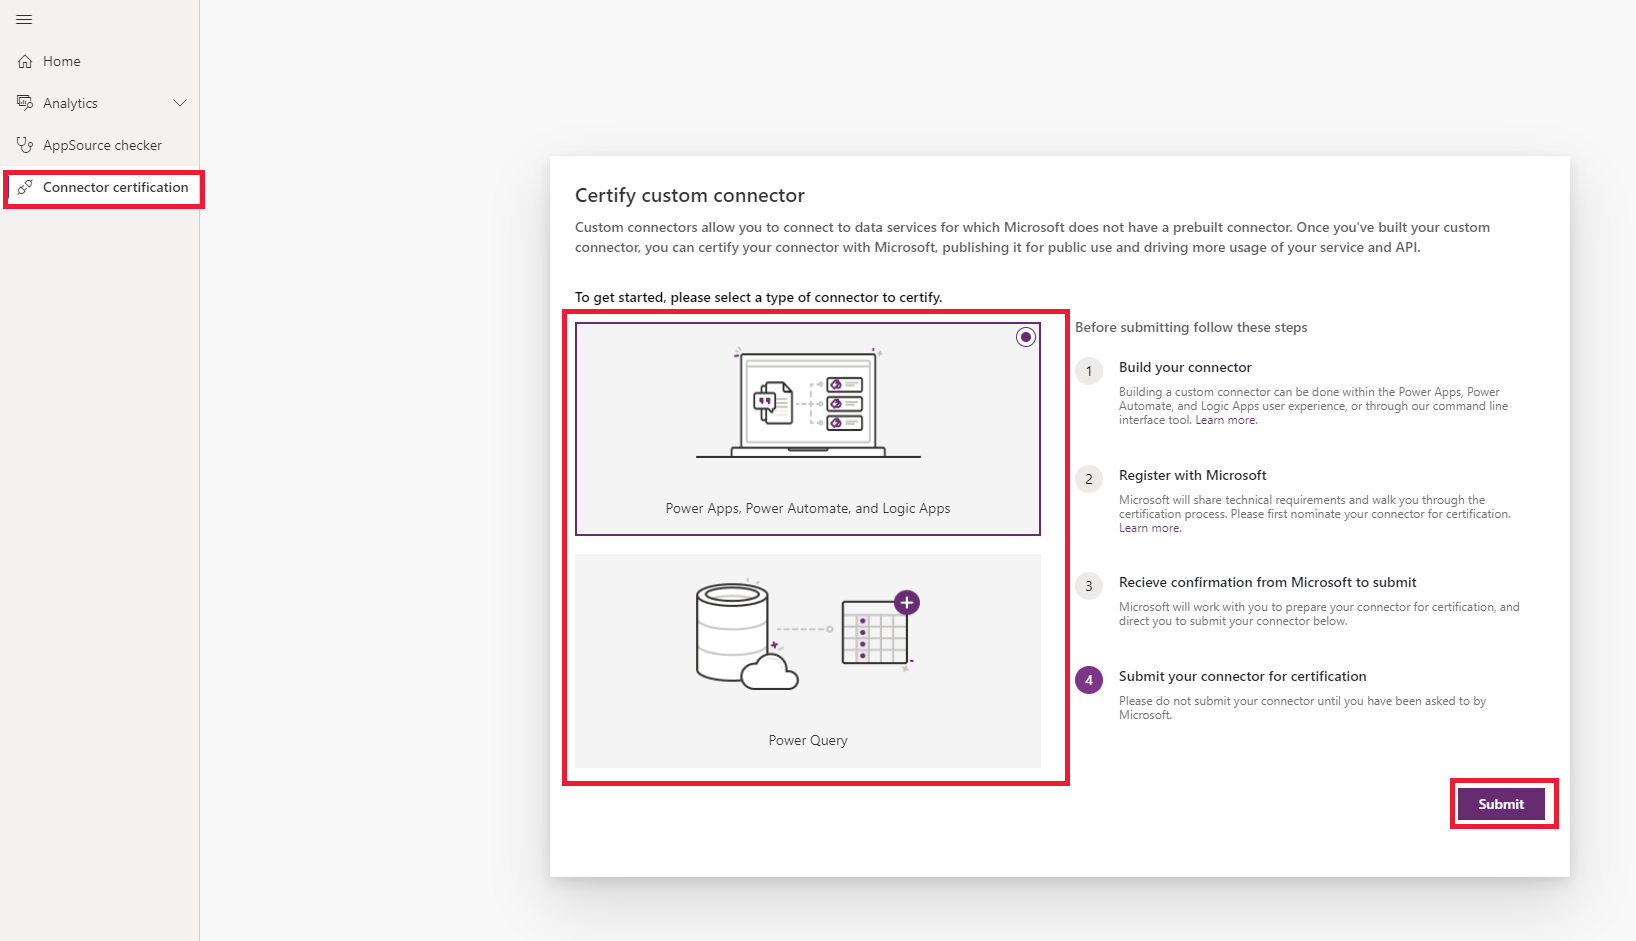 Home
Analytics
AppSource checker
Connector certification
Certify custom connector
Custom connectors allow you to connect to data services for which Microsoft does not have a prebuilt connector. Once you've built your custom
connector, you can certify your connector with Microsoft, publishing it for public use and driving more usage of your service and API.
To get started, please select a type of connector to certify.
Power Apps, Power Automate, and Logic Apps
Power Query
Before submitting follow these steps
1
Build your connector
Building a custom connector can be done within the Power Apps, Power
Automate, and Logic Apps user experience, or through our command line
interface tool. Learn more.
2
Register with Microsoft
Microsoft will share technical requirements and walk you through the
certification process. Please first nominate your connector for certification.
Learn more.
3
Recieve confirmation from Microsoft to submit
Microsoft will work with you to prepare your connector for certification, and
direct you to submit your connector below.
4
Submit your connector for certification
Please do not submit your connector until you have been asked to by
Microsoft.
Submit